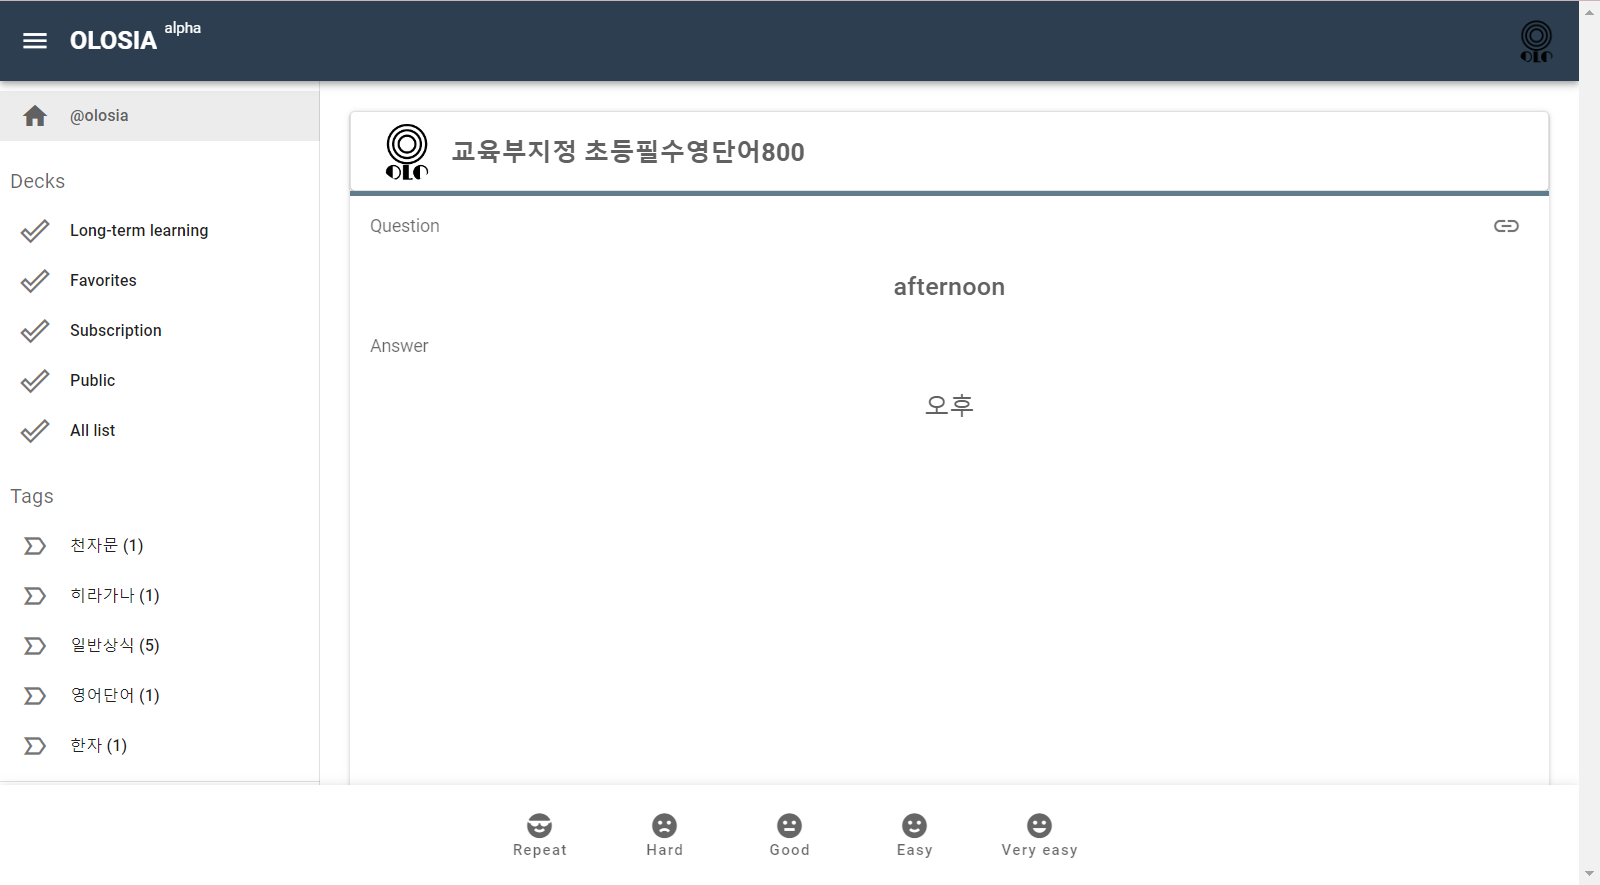 OLOSIA alpha
OLO
@olosia
Decks
Long-term learning
Favorites
Subscription
Public
All list
Tags
천자문 (1)
히라가나 (1)
일반상식 (5)
영어단어 (1)
한자 (1)
OLO
교육부지정 초등필수영단어800
Question
afternoon
Answer
오후
Repeat
Hard
Good
Easy
Very easy